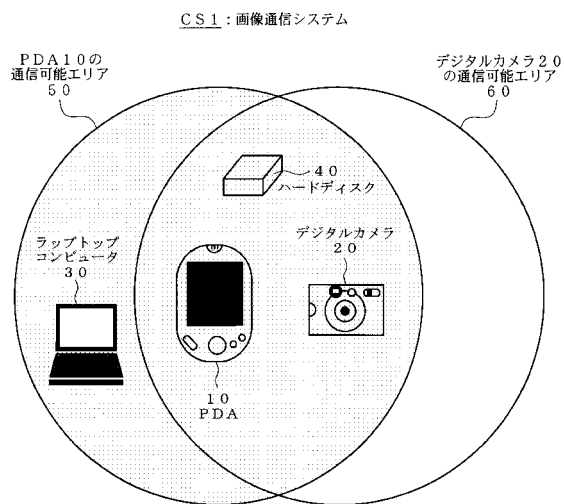 ＣＳ１：画像通信システム
ＰＤＡ１０の
通信可能エリア
５０
デジタルカメラ２０
の通信可能エリア
６０
４０
ハードディスク
デジタルカメラ
２０
ラップトップ
コンピュータ
３０
１０
ＰＤＡ